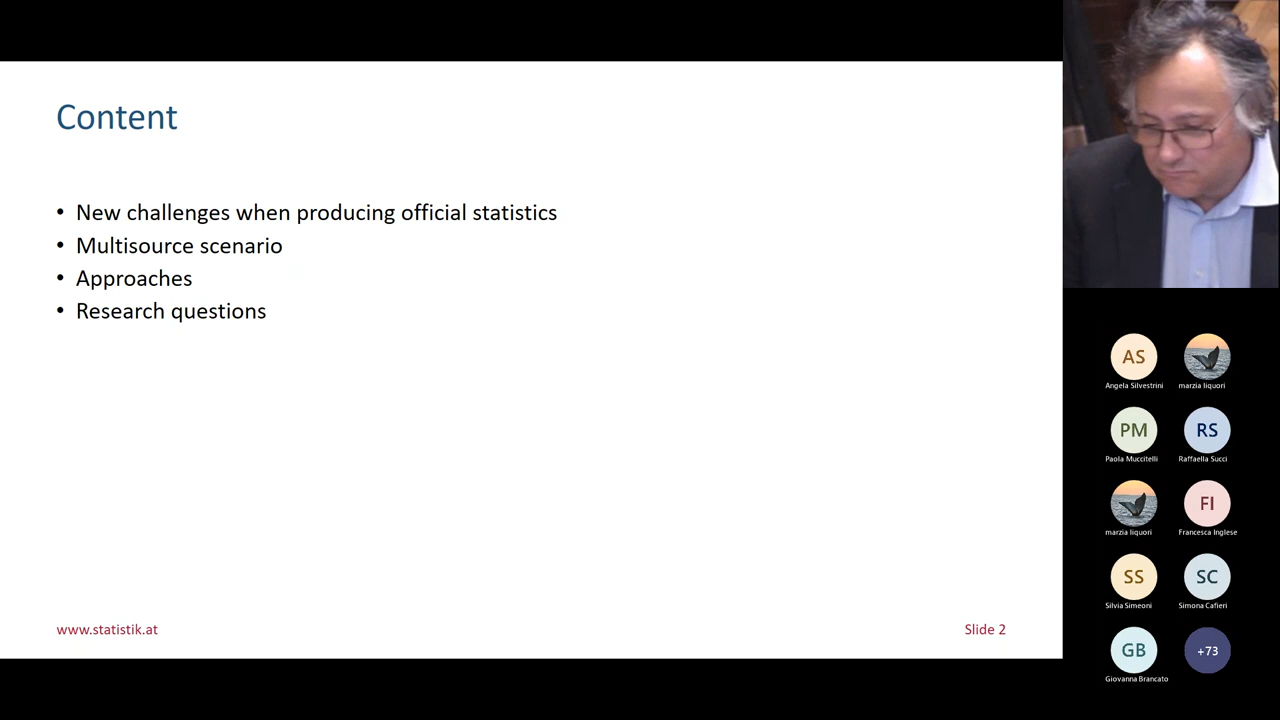 Content
• New challenges when producing official statistics
• Multisource scenario
• Approaches
• Research questions
www.statistik.at
Slide 2
AS
Angela Silvestrini
marzia liquori
PM
Paola Muccitelli
RS
Raffaella Succi
marzia liquori
FI
Francesca Inglese
SS
Silvia Simeoni
SC
Simona Cafieri
GB
Giovanna Brancato
+73